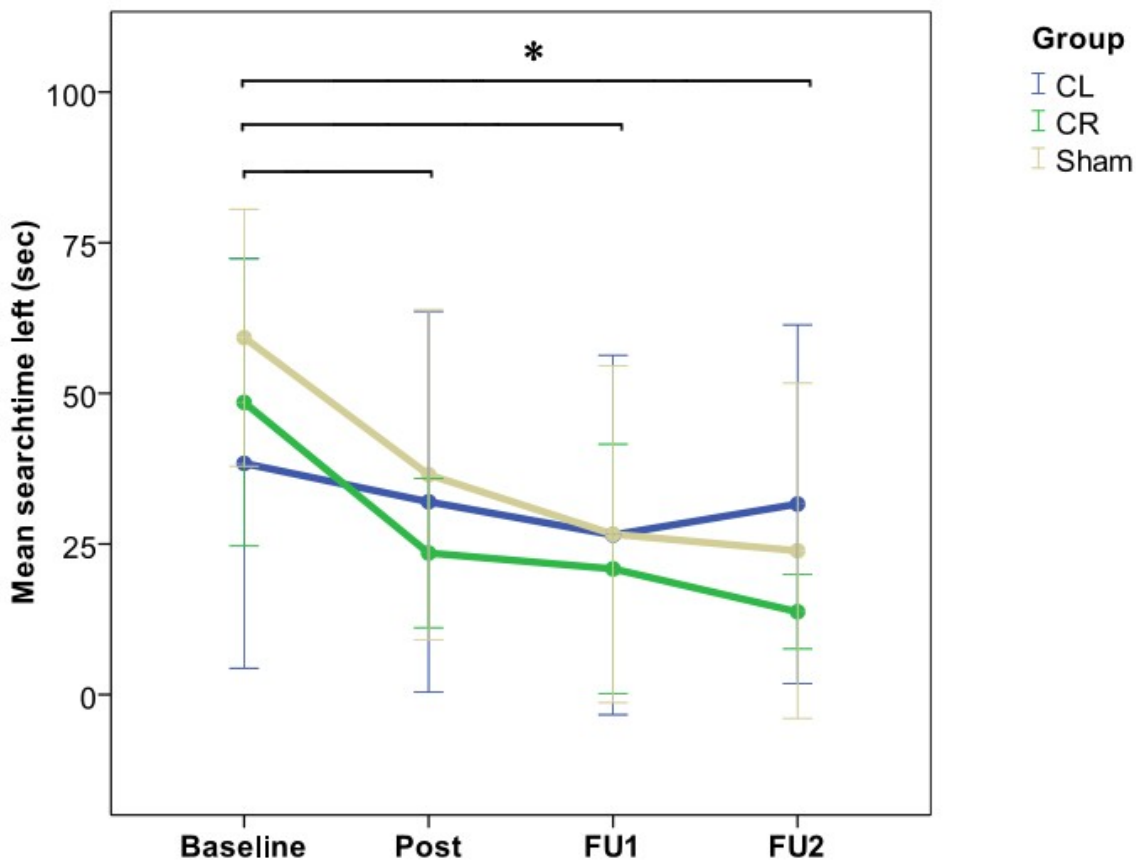 *
Group
CL
CR
Sham
Mean searchtime left (sec)
100
75
50
25
0
Baseline Post FU1 FU2